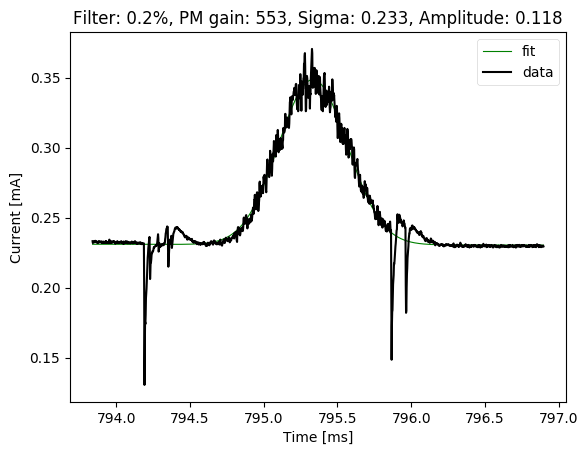 Filter: 0.2%, PM gain: 553, Sigma: 0.233, Amplitude: 0.118
fit
data
0.35
0.30
0.25
0.20
0.15
Current [mA]
794.0 794.5 795.0 795.5 796.0 796.5 797.0
Time [ms]